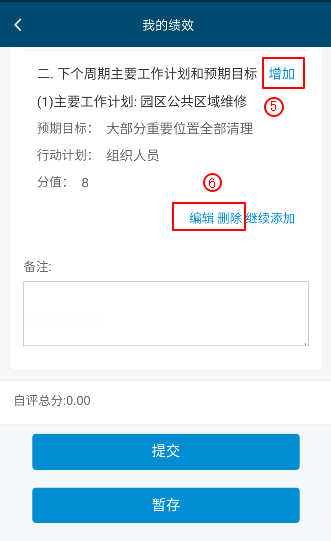 我的绩效
二. 下个周期主要工作计划和预期目标 增加
(1)主要工作计划: 园区公共区域维修
⑤
预期目标： 大部分重要位置全部清理
行动计划： 组织人员
分值： 8
⑥
编辑 删除 继续添加
备注:
自评总分:0.00
提交
暂存